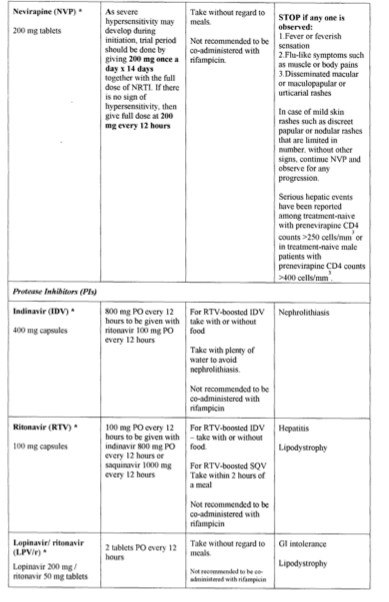 Nevirapine (NVP) *
200 mg tablets
As severe
hypersensitivity may
develop during
initiation, trial period
should be done by
giving 200 mg once a
day x 14 days
together with the full
dose of NRTI. If there
is no sign of
hypersensitivity, then
give full dose at 200
mg every 12 hours
Take without regard to
meals.
Not recommended to be
co-administered with
rifampicin.
STOP if any one is
observed:
1.Fever or feverish
sensation
2.Flu-like symptoms such
as muscle or body pains
3.Disseminated macular
or maculopapular or
urticarial rashes
In case of mild skin
rashes such as discreet
papular or nodular rashes
that are limited in
number, without other
signs, continue NVP and
observe for any
progression.
Serious hepatic events
have been reported
among treatment-naive
with prenevirapine CD4
counts >250 cells/mm3 or
in treatment-naive male
patients with
prenevirapine CD4 counts
>400 cells/mm3.
Protease Inhibitors (PIs)
Indinavir (IDV) *
400 mg capsules
800 mg PO every 12
hours to be given with
ritonavir 100 mg PO
every 12 hours
For RTV-boosted IDV
take with or without
food
Take with plenty of
water to avoid
nephrolithiasis.
Not recommended to be
co-administered with
rifampicin
Nephrolithiasis
Ritonavir (RTV) *
100 mg capsules
100 mg PO every 12
hours to be given with
indinavir 800 mg PO
every 12 hours or
saquinavir 1000 mg
every 12 hours
For RTV-boosted IDV
– take with or without
food.
For RTV-boosted SQV
Take within 2 hours of
a meal
Not recommended to be
co-administered with
rifampicin
Hepatitis
Lipodystrophy
Lopinavir/ ritonavir
(LPV/r) *
Lopinavir 200 mg /
ritonavir 50 mg tablets
2 tablets PO every 12
hours
Take without regard to
meals.
Not recommended to be co-
administered with rifampicin
GI intolerance
Lipodystrophy